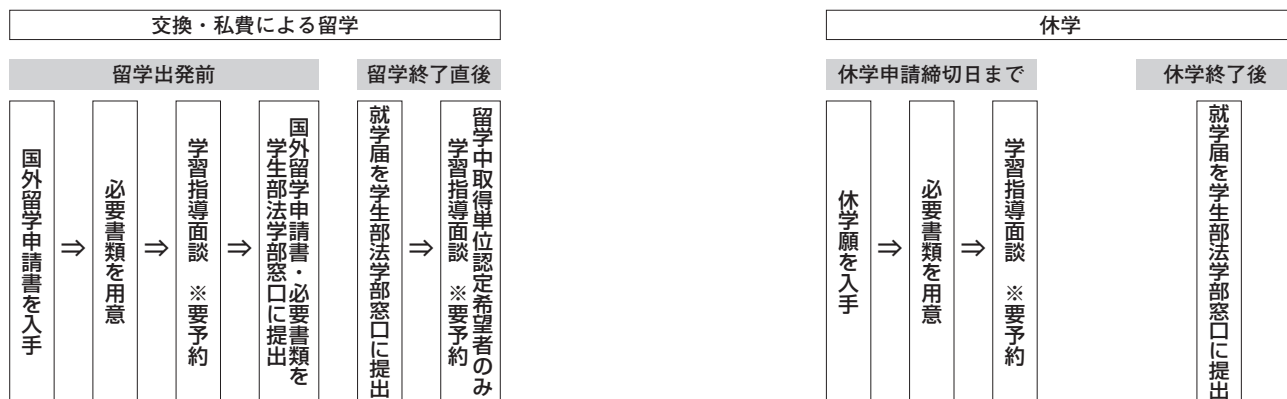 交換・私費による留学
留学出発前
国外留学申請書を入手
⇒
必要書類を用意
⇒
学習指導面談　※要予約
⇒
国外留学申請書・必要書類を
学生部法学部窓口に提出
留学終了直後
就学届を学生部法学部窓口に提出
⇒
留学中取得単位認定希望者のみ
学習指導面談　※要予約
休学
休学申請締切日まで
休学願を入手
⇒
必要書類を用意
⇒
学習指導面談　※要予約
休学終了後
就学届を学生部法学部窓口に提出